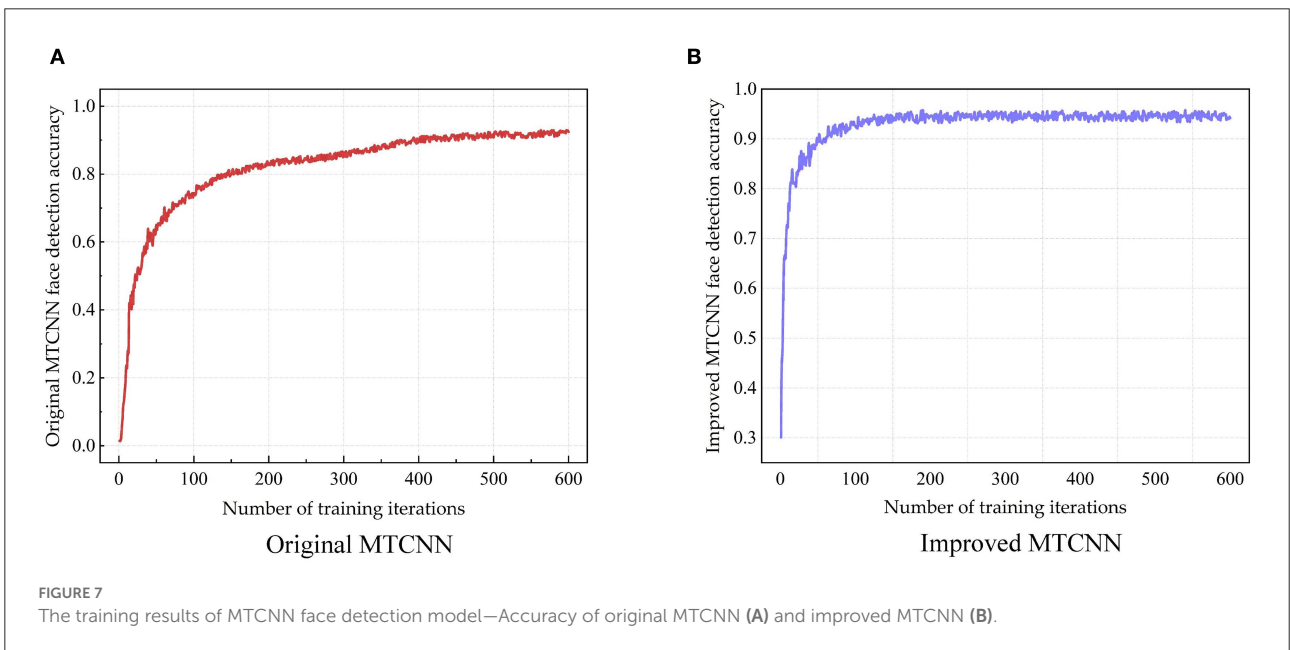 A
Original MTCNN face detection accuracy
1.0
0.8
0.6
0.4
0.2
0.0
0 100 200 300 400 500 600
Number of training iterations
Original MTCNN
B
Improved MTCNN face detection accuracy
1.0
0.9
0.8
0.7
0.6
0.5
0.4
0.3
0 100 200 300 400 500 600
Number of training iterations
Improved MTCNN
FIGURE 7
The training results of MTCNN face detection model—Accuracy of original MTCNN (A) and improved MTCNN (B).